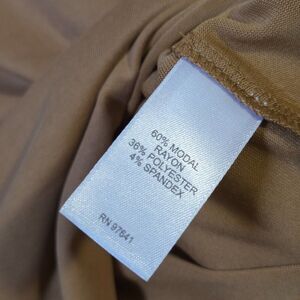 60% MODAL
RAYON
36% POLYESTER
4% SPANDEX
RN 97641